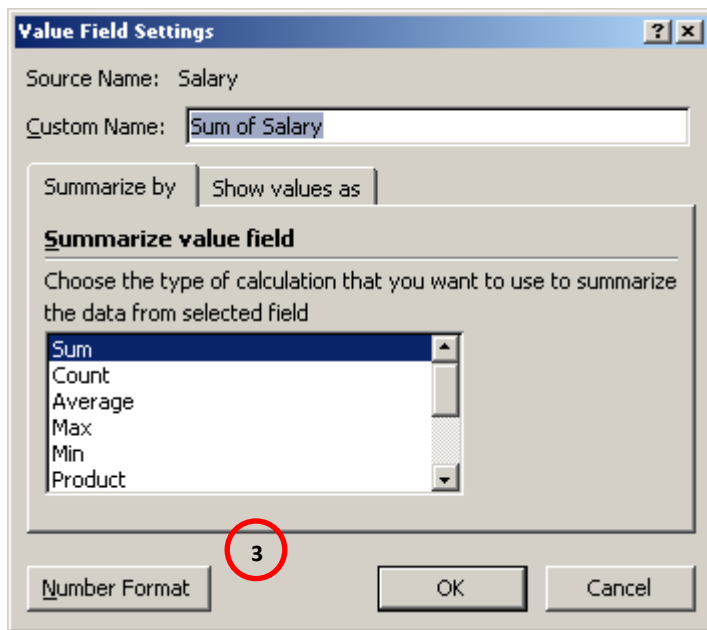 Value Field Settings
Source Name: Salary
Custom Name: Sum of Salary
Summarize by Show values as
Summarize value field
Choose the type of calculation that you want to use to summarize
the data from selected field
Sum
Count
Average
Max
Min
Product
3
Number Format OK Cancel